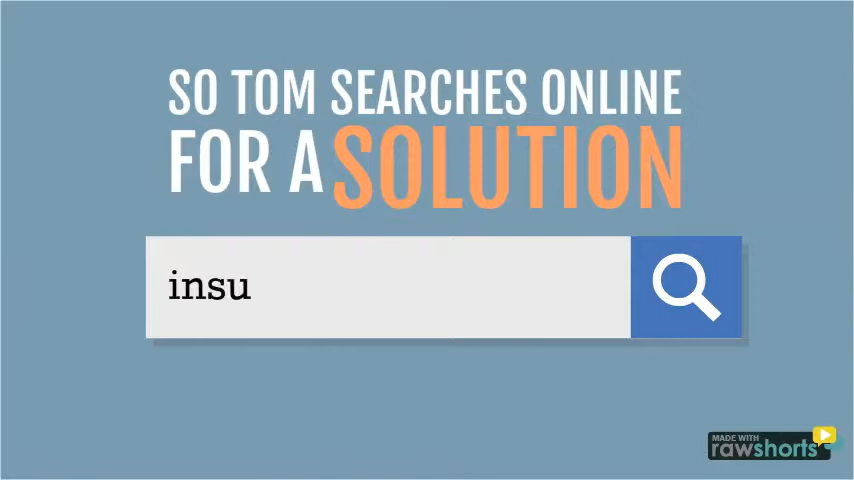 SO TOM SEARCHES ONLINE
FOR A SOLUTION
insu
MADE WITH
rawshorts